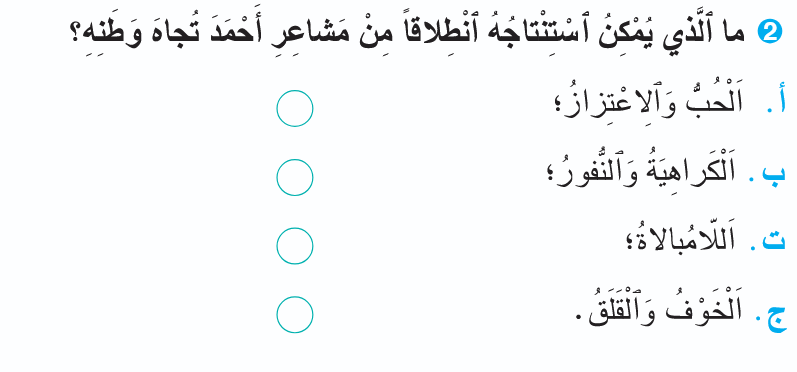 ❷ ما ٱلَّذي يُمْكِنُ ٱسْتِنْتاجُهُ ٱنْطِلاقاً مِنْ مَشاعِرِ أَحْمَدَ تُجاهَ وَطَنِهِ؟
أ. اَلْحُبُّ وَٱلِاعْتِزازُ؛
ب. اَلْكَراهِيَةُ وَٱلنُّفورُ؛
ت. اَللّامُبالاةُ؛
ج. اَلْخَوْفُ وَٱلْقَلَقُ.